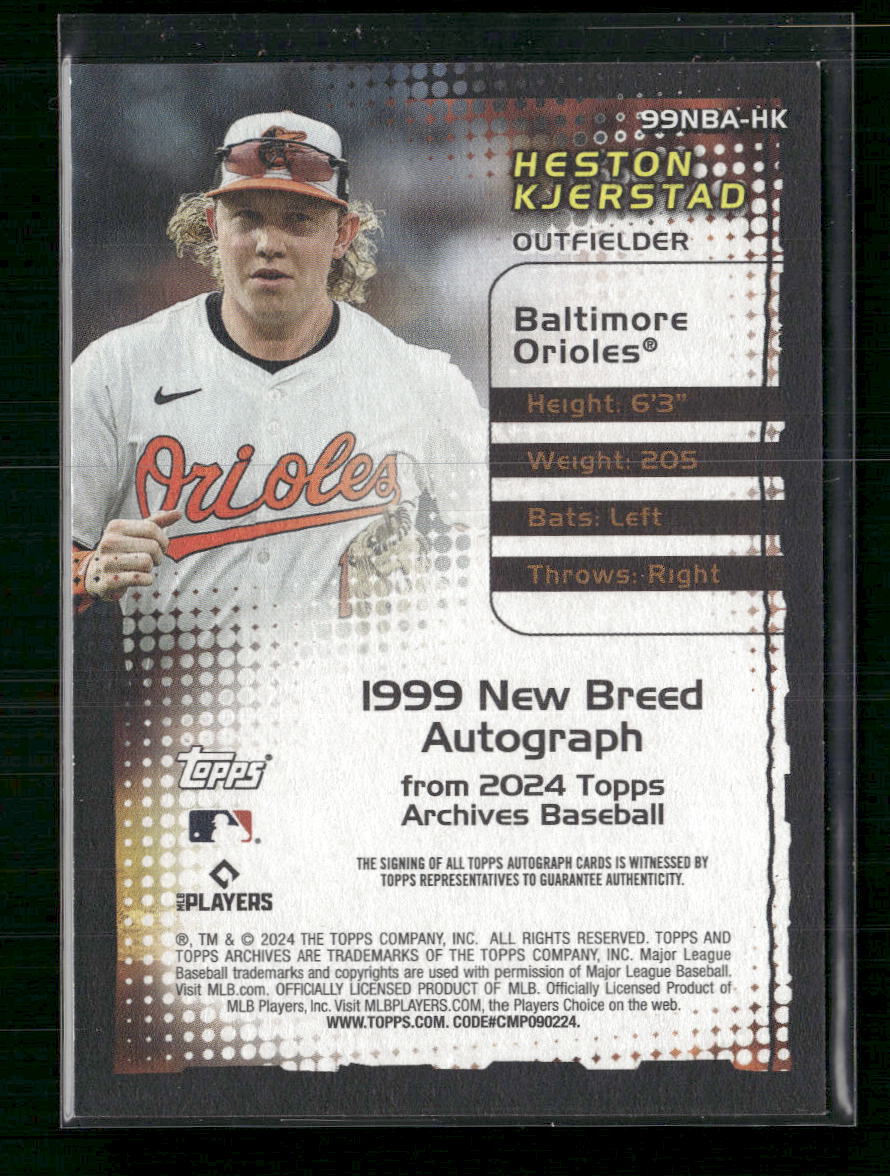 99NBA-HK
HESTON
KJERSTAD
OUTFIELDER
Baltimore
Orioles®
Height: 6'3"
Weight: 205
Bats: Left
Throws: Right
Orioles
1999 New Breed
Autograph
from 2024 Topps
Archives Baseball
Topps®
THE SIGNING OF ALL TOPPS AUTOGRAPH CARDS IS WITNESSED BY
TOPPS REPRESENTATIVES TO GUARANTEE AUTHENTICITY.
MLB PLAYERS
®, TM & © 2024 THE TOPPS COMPANY, INC. ALL RIGHTS RESERVED. TOPPS AND
TOPPS ARCHIVES ARE TRADEMARKS OF THE TOPPS COMPANY, INC. Major League
Baseball trademarks and copyrights are used with permission of Major League Baseball.
Visit MLB.com. OFFICIALLY LICENSED PRODUCT OF MLB. Officially Licensed Product of
MLB Players, Inc. Visit MLBPLAYERS.COM, the Players Choice on the web.
WWW.TOPPS.COM. CODE#CMP090224.